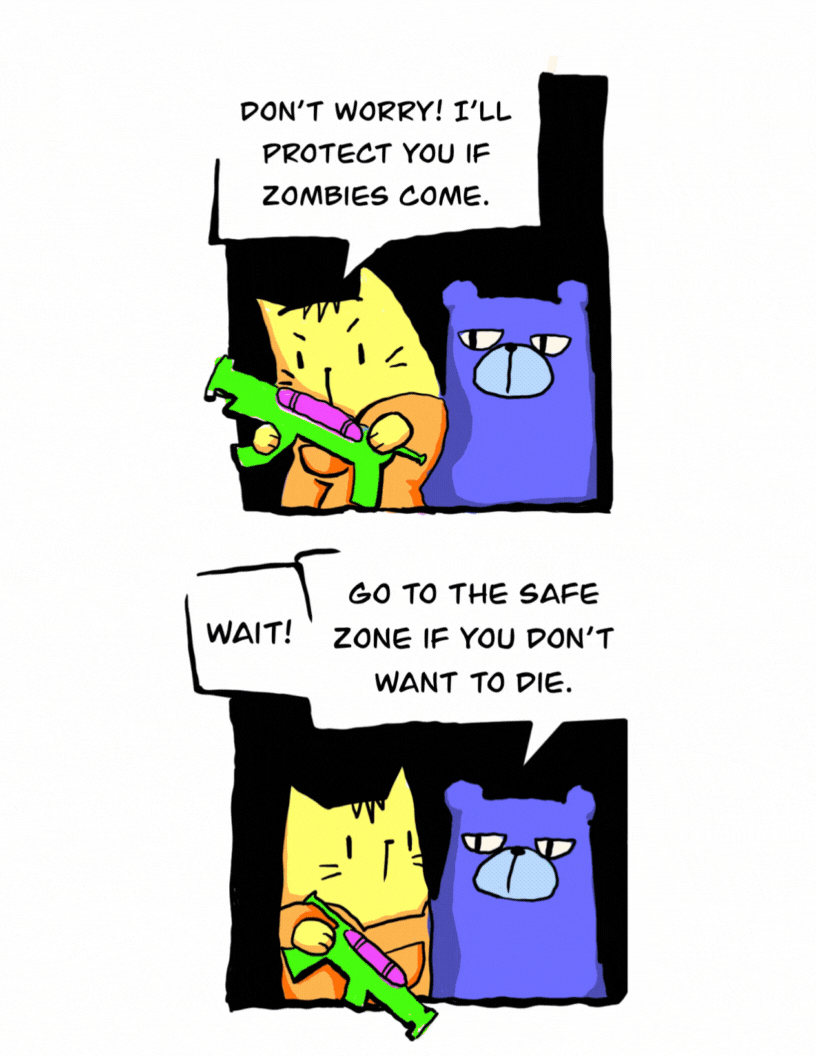 DON'T WORRY! I'LL
PROTECT YOU IF
ZOMBIES COME.
WAIT!
GO TO THE SAFE
ZONE IF YOU DON'T
WANT TO DIE.